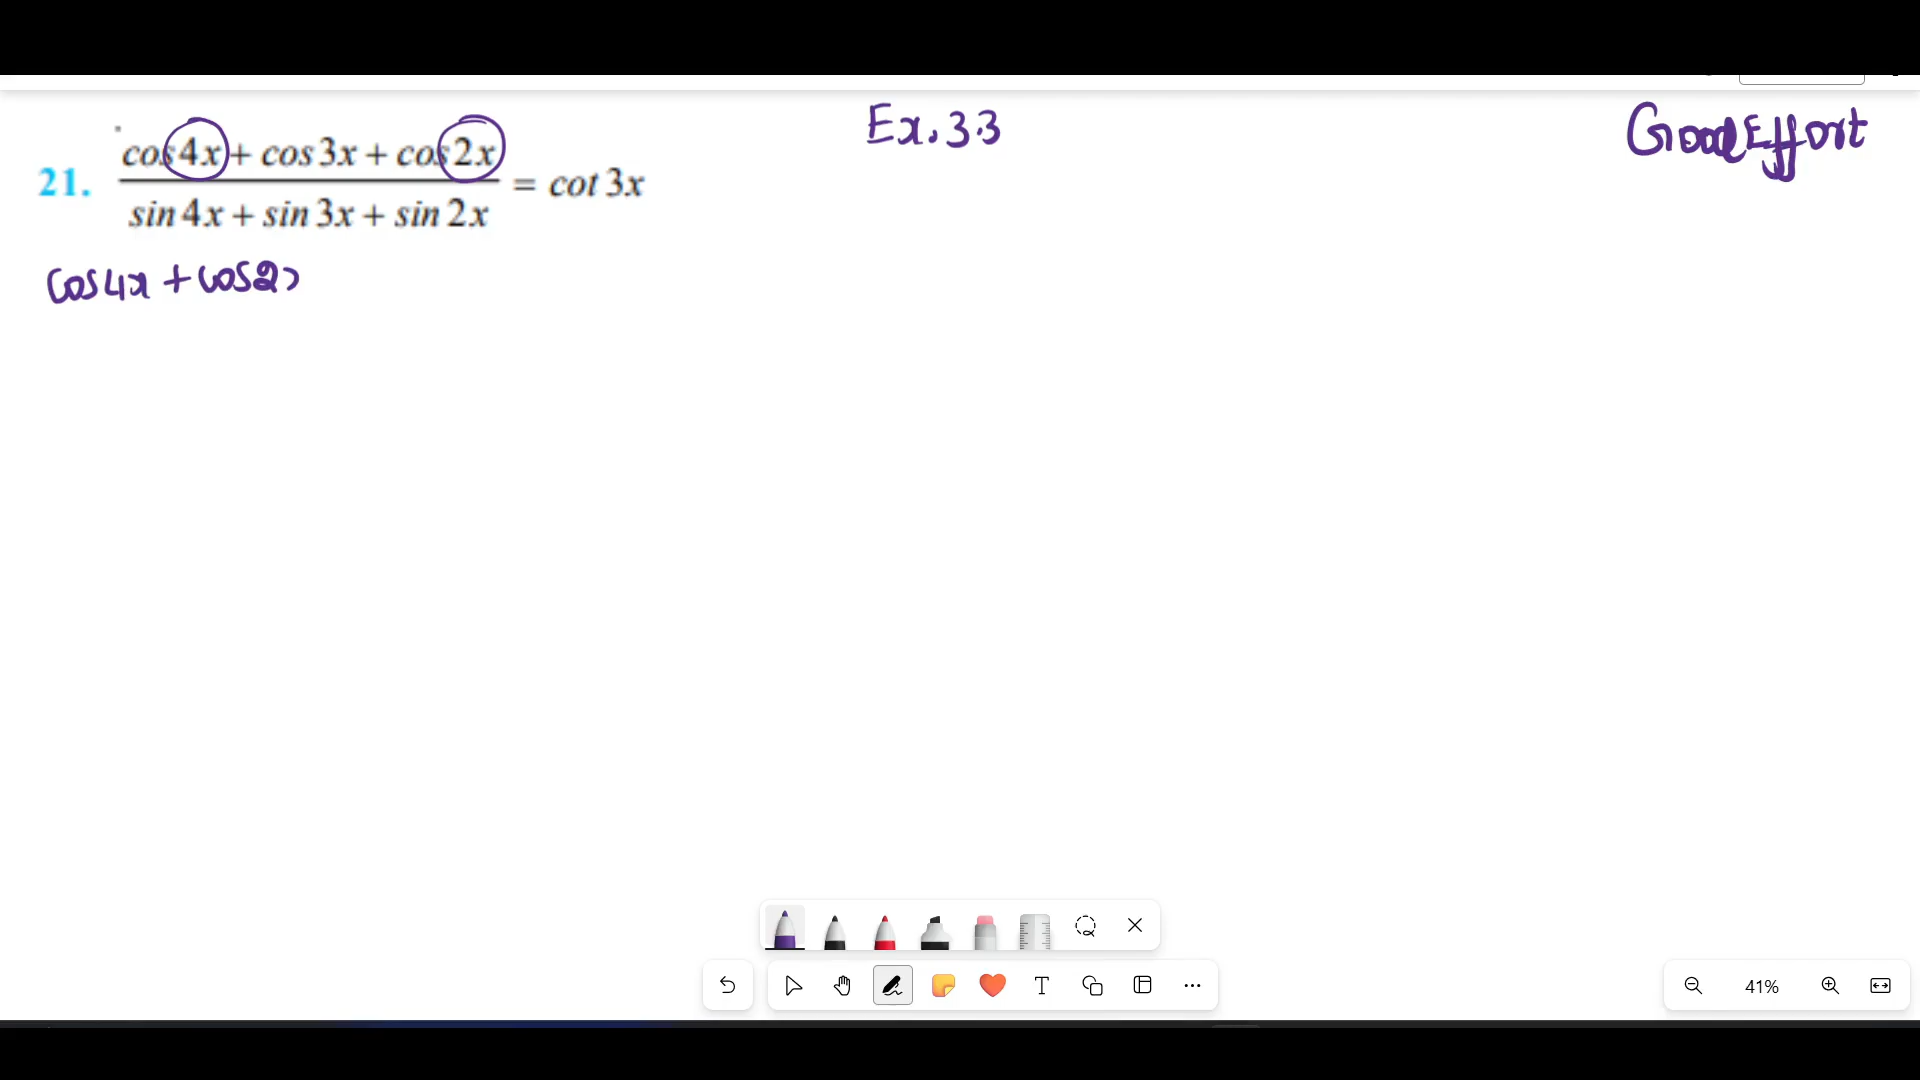 Ex. 3.3
Good Effort
21. (cos 4x + cos 3x + cos 2x) / (sin 4x + sin 3x + sin 2x) = cot 3x
cos4x + cos2
41%